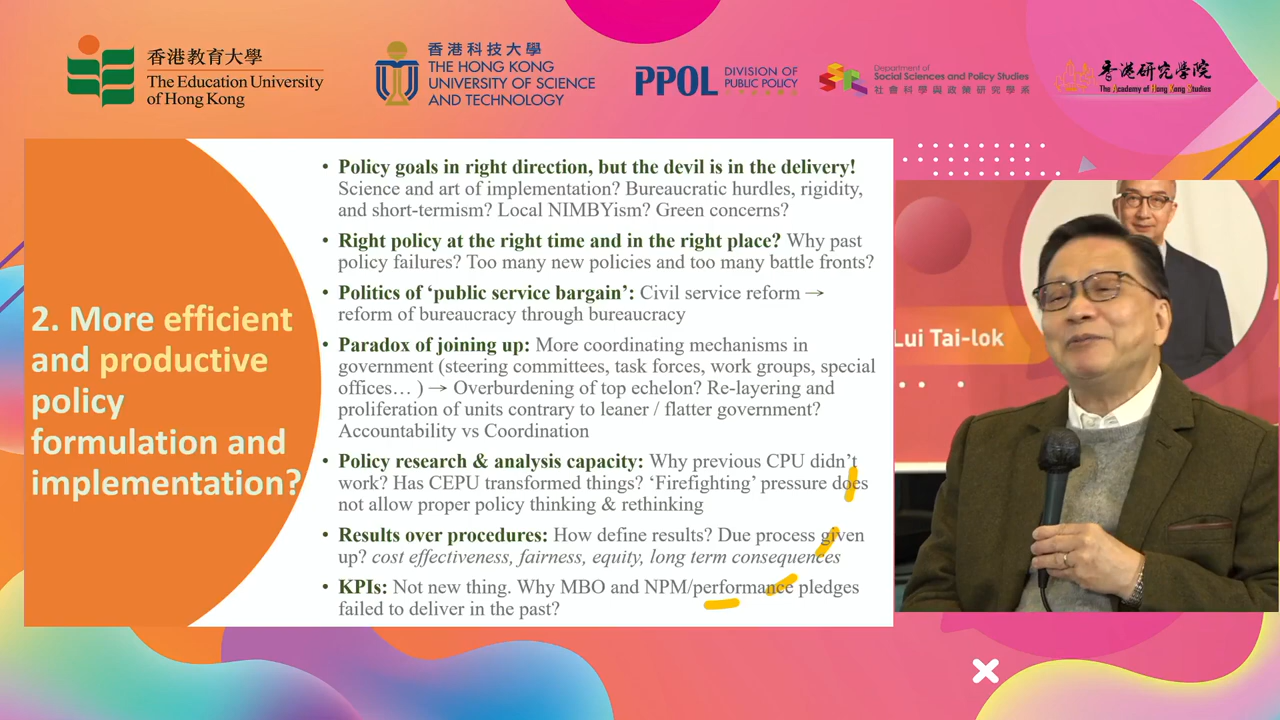 香港教育大學
The Education University
of Hong Kong
香港科技大學
THE HONG KONG
UNIVERSITY OF SCIENCE
AND TECHNOLOGY
PPOL
DIVISION OF
PUBLIC POLICY
Department of
Social Sciences and Policy Studies
社會科學與政策研究學系
香港研究學院
The Academy of Hong Kong Studies
2. More efficient
and productive
policy
formulation and
implementation?
• Policy goals in right direction, but the devil is in the delivery!
Science and art of implementation? Bureaucratic hurdles, rigidity,
and short-termism? Local NIMBYism? Green concerns?
• Right policy at the right time and in the right place? Why past
policy failures? Too many new policies and too many battle fronts?
• Politics of ‘public service bargain’: Civil service reform →
reform of bureaucracy through bureaucracy
• Paradox of joining up: More coordinating mechanisms in
government (steering committees, task forces, work groups, special
offices… ) → Overburdening of top echelon? Re-layering and
proliferation of units contrary to leaner / flatter government?
Accountability vs Coordination
• Policy research & analysis capacity: Why previous CPU didn’t
work? Has CEPU transformed things? ‘Firefighting’ pressure does
not allow proper policy thinking & rethinking
• Results over procedures: How define results? Due process given
up? cost effectiveness, fairness, equity, long term consequences
• KPIs: Not new thing. Why MBO and NPM/performance pledges
failed to deliver in the past?
Lui Tai-lok